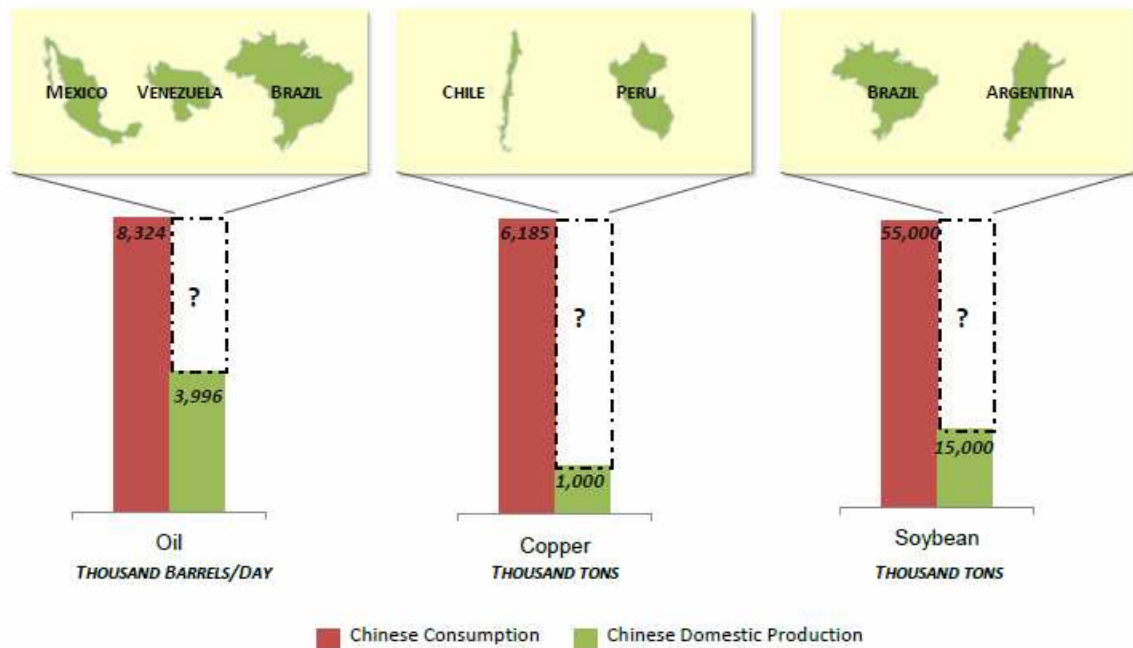 MEXICO
VENEZUELA
BRAZIL
CHILE
PERU
BRAZIL
ARGENTINA
8,324
?
3,996
6,185
?
1,000
55,000
?
15,000
Oil
THOUSAND BARRELS/DAY
Copper
THOUSAND TONS
Soybean
THOUSAND TONS
Chinese Consumption
Chinese Domestic Production